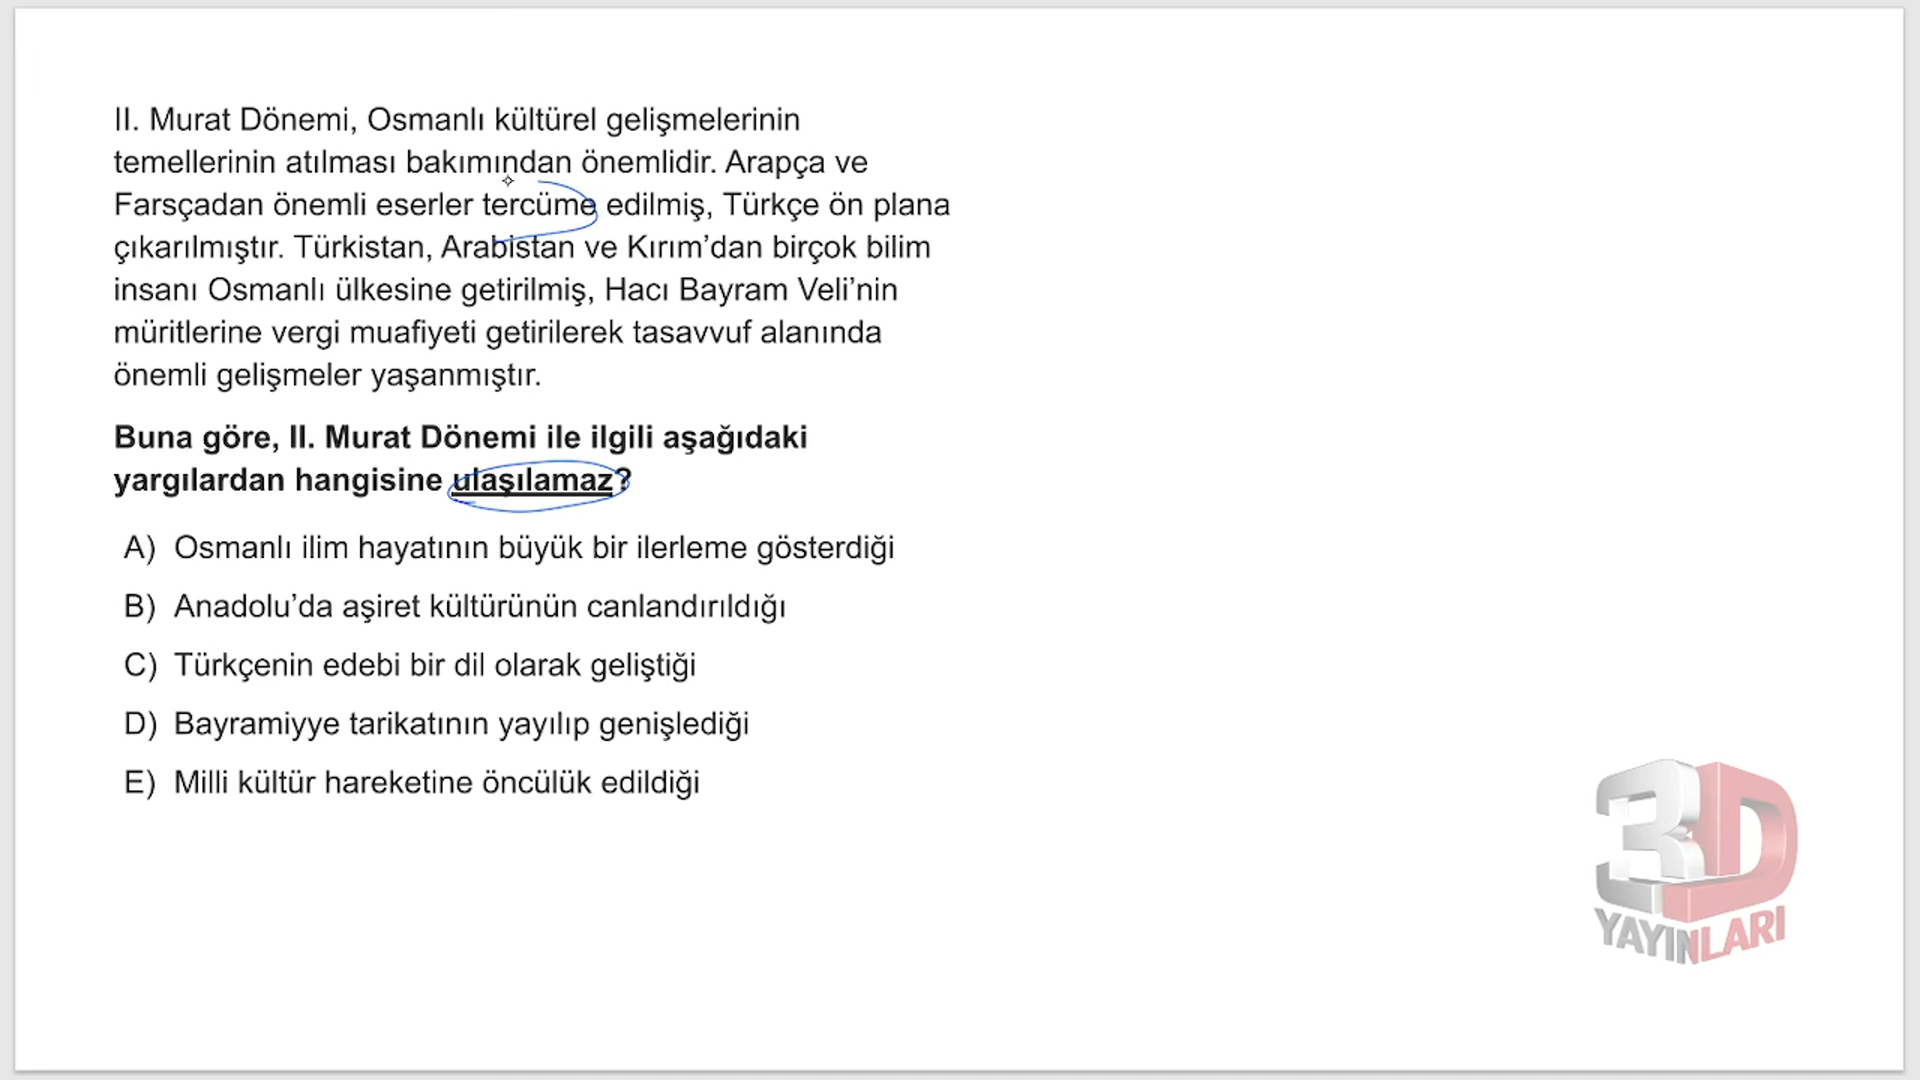 II. Murat Dönemi, Osmanlı kültürel gelişmelerinin
temellerinin atılması bakımından önemlidir. Arapça ve
Farsçadan önemli eserler tercüme edilmiş, Türkçe ön plana
çıkarılmıştır. Türkistan, Arabistan ve Kırım’dan birçok bilim
insanı Osmanlı ülkesine getirilmiş, Hacı Bayram Veli’nin
müritlerine vergi muafiyeti getirilerek tasavvuf alanında
önemli gelişmeler yaşanmıştır.
Buna göre, II. Murat Dönemi ile ilgili aşağıdaki
yargılardan hangisine ulaşılamaz?
A) Osmanlı ilim hayatının büyük bir ilerleme gösterdiği
B) Anadolu’da aşiret kültürünün canlandırıldığı
C) Türkçenin edebi bir dil olarak geliştiği
D) Bayramiyye tarikatının yayılıp genişlediği
E) Milli kültür hareketine öncülük edildiği
3D
YAYINLARI